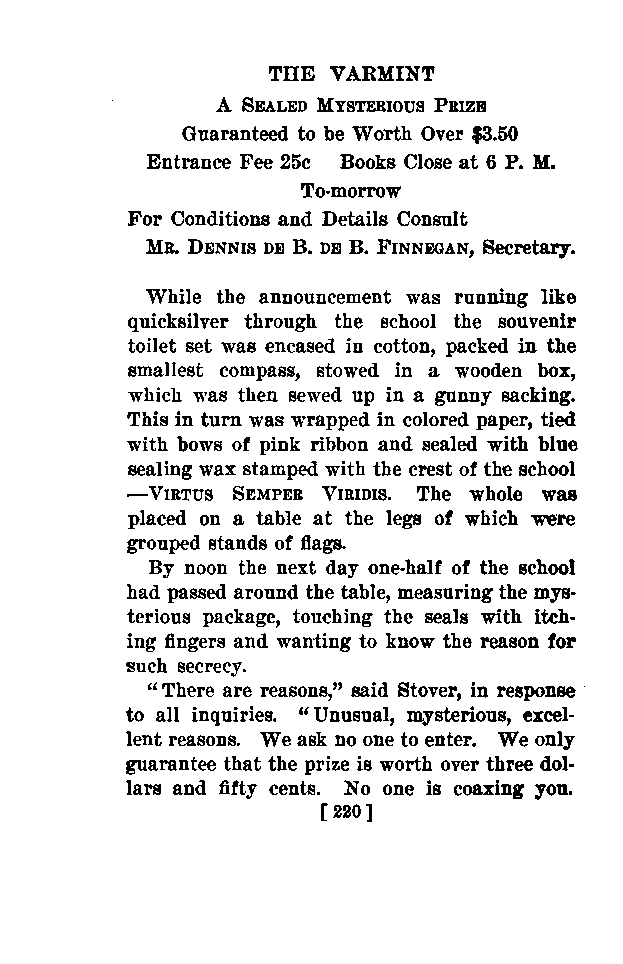 THE VARMINT
A SEALED MYSTERIOUS PRIZE
Guaranteed to be Worth Over $3.50
Entrance Fee 25c Books Close at 6 P. M.
To-morrow
For Conditions and Details Consult
MR. DENNIS DE B. DE B. FINNEGAN, Secretary.
While the announcement was running like
quicksilver through the school the souvenir
toilet set was encased in cotton, packed in the
smallest compass, stowed in a wooden box,
which was then sewed up in a gunny sacking.
This in turn was wrapped in colored paper, tied
with bows of pink ribbon and sealed with blue
sealing wax stamped with the crest of the school
—VIRTUS SEMPER VIRIDIS. The whole was
placed on a table at the legs of which were
grouped stands of flags.
By noon the next day one-half of the school
had passed around the table, measuring the mys-
terious package, touching the seals with itch-
ing fingers and wanting to know the reason for
such secrecy.
"There are reasons," said Stover, in response
to all inquiries. "Unusual, mysterious, excel-
lent reasons. We ask no one to enter. We only
guarantee that the prize is worth over three dol-
lars and fifty cents. No one is coaxing you.
[ 220 ]